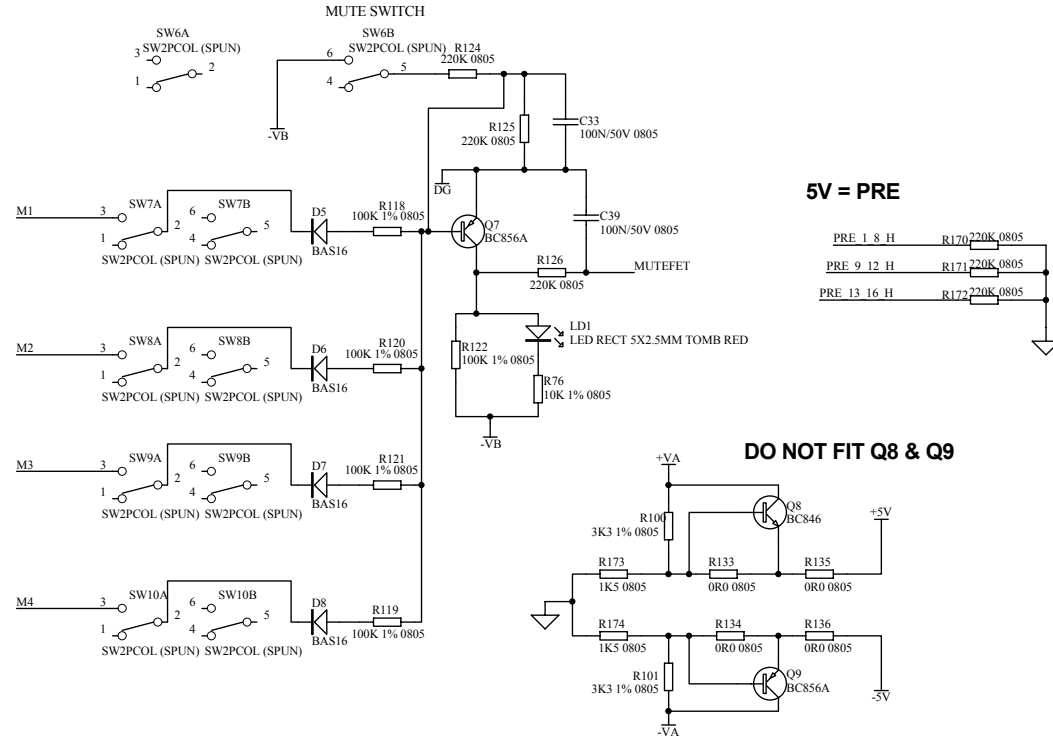 MUTE SWITCH
SW6A
SW2PCOL (SPUN)
3
2
1
SW6B
SW2PCOL (SPUN)
6
5
4
R124
220K 0805
-VB
R125
220K 0805
C33
100N/50V 0805
DG
M1
3
SW7A
2
1
SW2PCOL (SPUN)
6
SW7B
5
4
SW2PCOL (SPUN)
D5
BAS16
R118
100K 1% 0805
Q7
BC856A
C39
100N/50V 0805
R126
220K 0805
MUTEFET
M2
3
SW8A
2
1
SW2PCOL (SPUN)
6
SW8B
5
4
SW2PCOL (SPUN)
D6
BAS16
R120
100K 1% 0805
R122
100K 1% 0805
LD1
LED RECT 5X2.5MM TOMB RED
R76
10K 1% 0805
-VB
M3
3
SW9A
2
1
SW2PCOL (SPUN)
6
SW9B
5
4
SW2PCOL (SPUN)
D7
BAS16
R121
100K 1% 0805
M4
3
SW10A
2
1
SW2PCOL (SPUN)
6
SW10B
5
4
SW2PCOL (SPUN)
D8
BAS16
R119
100K 1% 0805
5V = PRE
PRE_1_8_H
R170
220K 0805
PRE_9_12_H
R171
220K 0805
PRE_13_16_H
R172
220K 0805
DO NOT FIT Q8 & Q9
+VA
R100
3K3 1% 0805
Q8
BC846
+5V
R173
1K5 0805
R133
0R0 0805
R135
0R0 0805
R174
1K5 0805
R134
0R0 0805
R136
0R0 0805
R101
3K3 1% 0805
Q9
BC856A
-5V
-VA